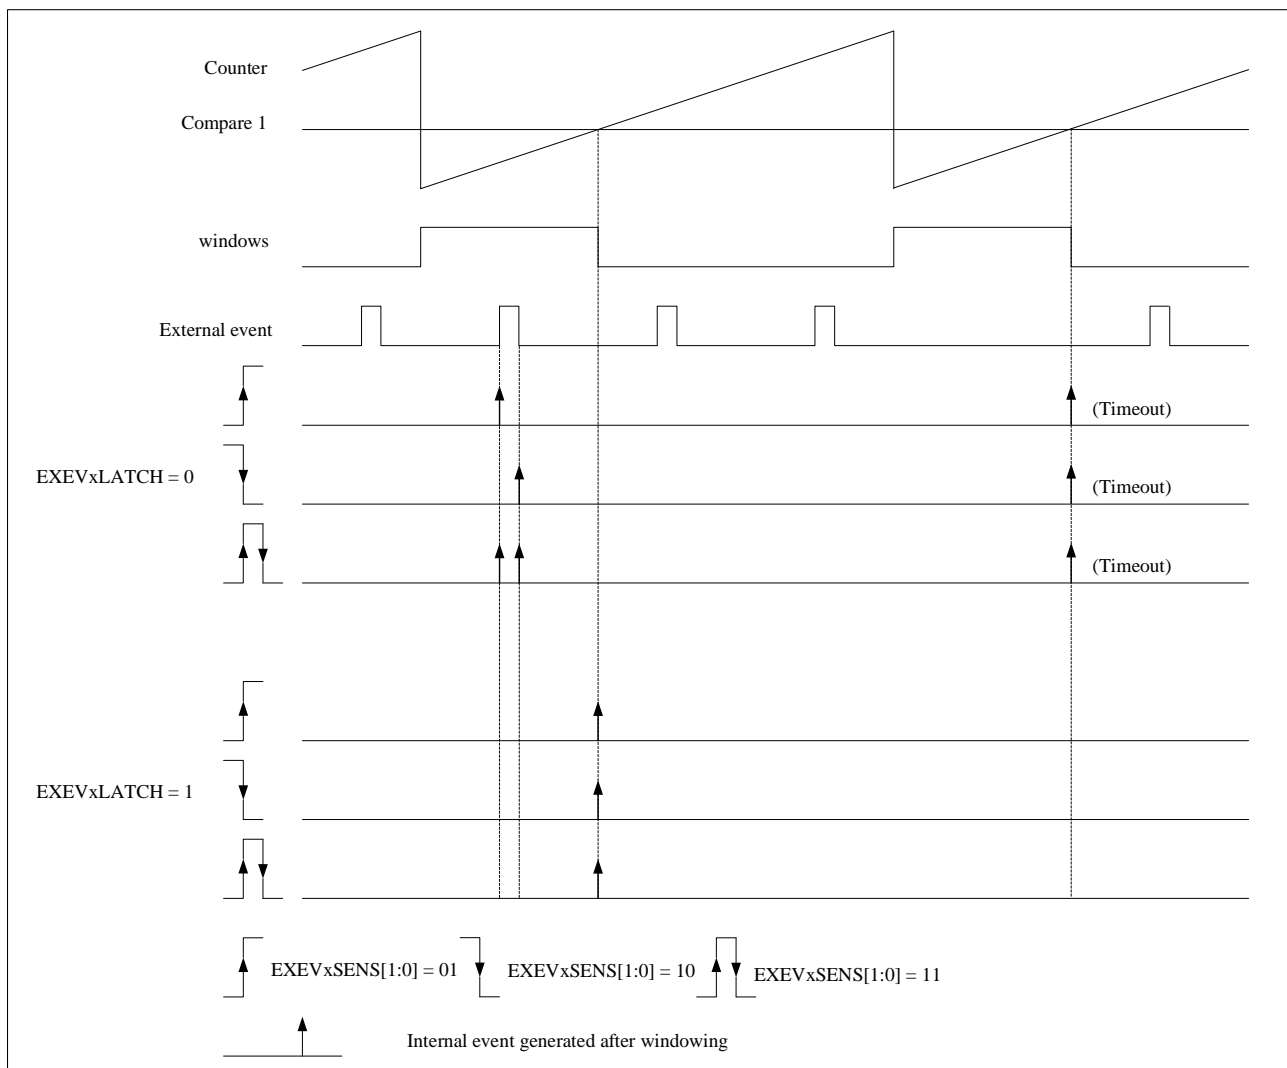 Counter
Compare 1
windows
External event
(Timeout)
EXEVxLATCH = 0
(Timeout)
(Timeout)
EXEVxLATCH = 1
EXEVxSENS[1:0] = 01
EXEVxSENS[1:0] = 10
EXEVxSENS[1:0] = 11
Internal event generated after windowing